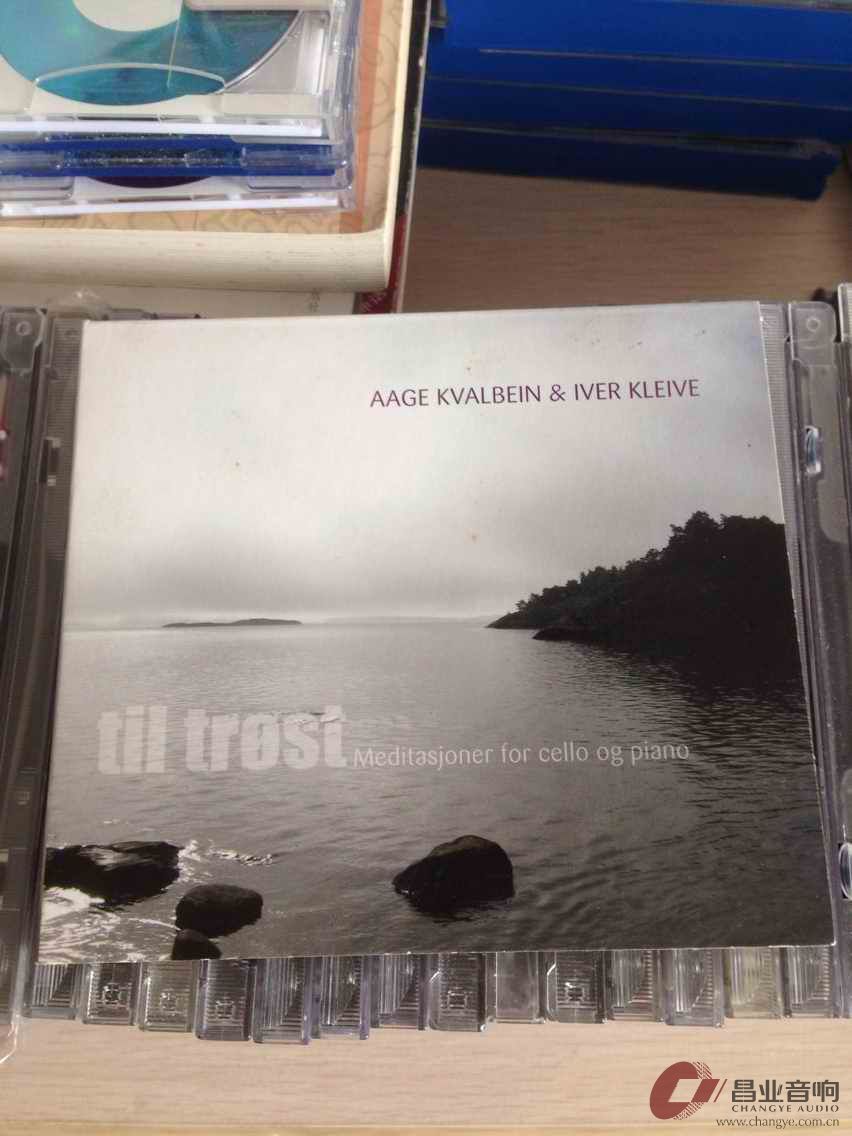 AAGE KVALBEIN & IVER KLEIVE
til trøst Meditasjoner for cello og piano
昌业音响
CHANGYE AUDIO
www.changye.com.cn